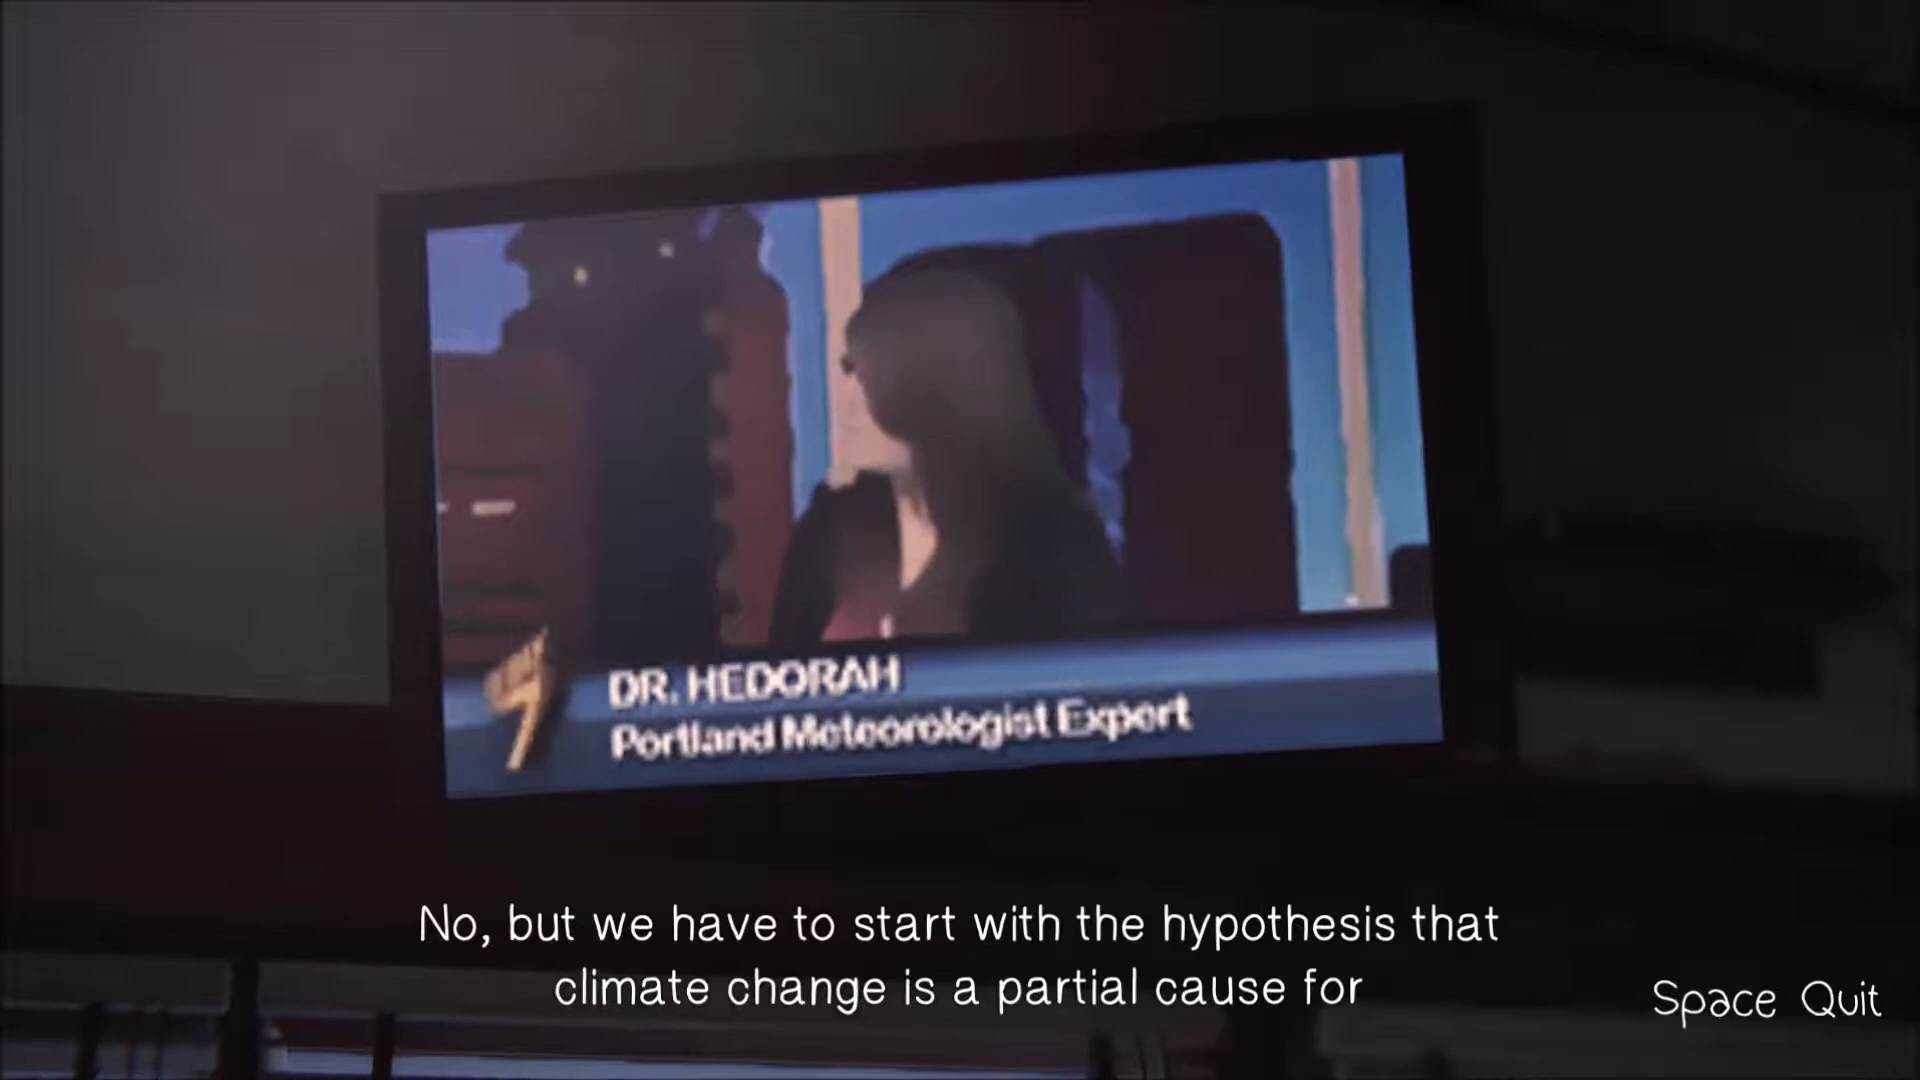 DR. HEDORAH
Portland Meteorologist Expert
No, but we have to start with the hypothesis that
climate change is a partial cause for
Space Quit